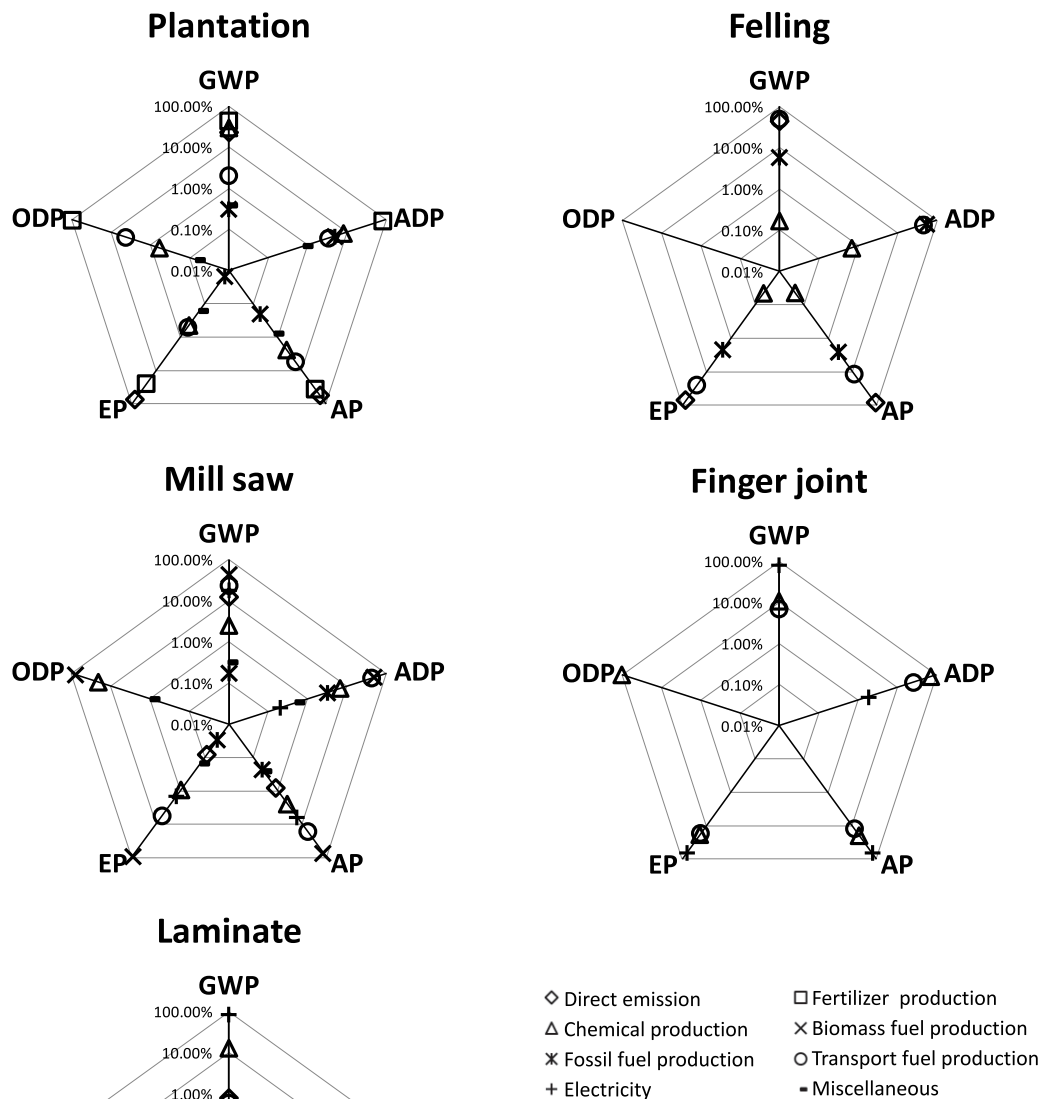 Plantation
GWP
100.00%
10.00%
1.00%
0.10%
0.01%
ODP
ADP
EP
AP
Felling
GWP
100.00%
10.00%
1.00%
0.10%
0.01%
ODP
ADP
EP
AP
Mill saw
GWP
100.00%
10.00%
1.00%
0.10%
0.01%
ODP
ADP
EP
AP
Finger joint
GWP
100.00%
10.00%
1.00%
0.10%
0.01%
ODP
ADP
EP
AP
Laminate
GWP
100.00%
10.00%
1.00%
Direct emission
Fertilizer production
Chemical production
Biomass fuel production
Fossil fuel production
Transport fuel production
Electricity
Miscellaneous